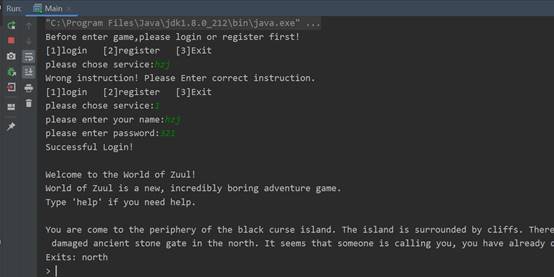 Run: Main
"C:\Program Files\Java\jdk1.8.0_212\bin\java.exe" ...
Before enter game,please login or register first!
[1]login [2]register [3]Exit
please chose service:hzj
Wrong instruction! Please Enter correct instruction.
[1]login [2]register [3]Exit
please chose service:1
please enter your name:hzj
please enter password:321
Successful Login!
Welcome to the World of Zuul!
World of Zuul is a new, incredibly boring adventure game.
Type 'help' if you need help.
You are come to the periphery of the black curse island. The island is surrounded by cliffs. There
damaged ancient stone gate in the north. It seems that someone is calling you, you have already
Exits: north
>